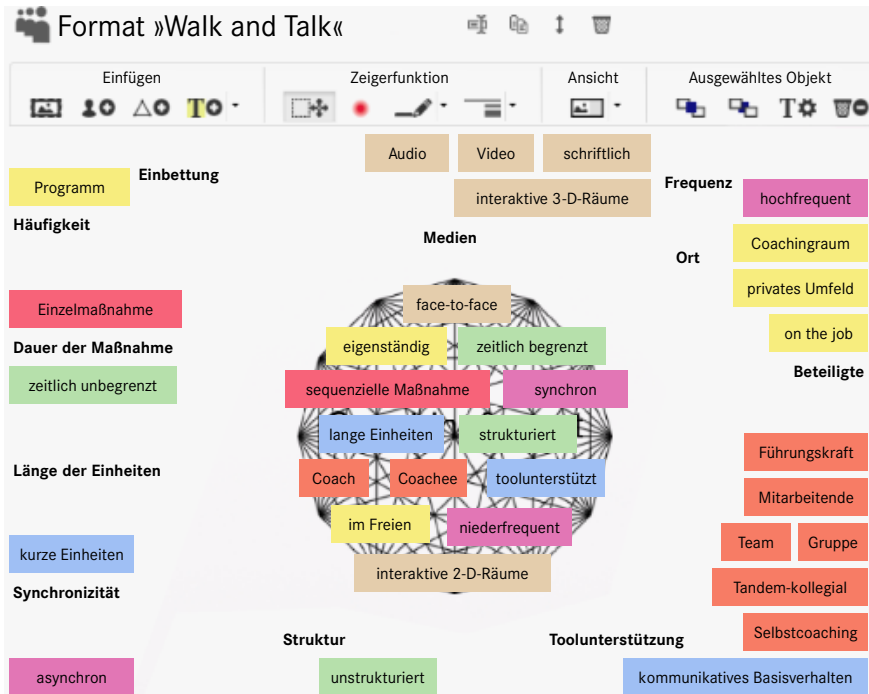 Format »Walk and Talk«
Einfügen
Zeigerfunktion
Ansicht
Ausgewähltes Objekt
Audio
Video
schriftlich
Einbettung
Programm
interaktive 3-D-Räume
Frequenz
hochfrequent
Häufigkeit
Medien
Coachingraum
Ort
privates Umfeld
Einzelmaßnahme
face-to-face
on the job
Dauer der Maßnahme
eigenständig
zeitlich begrenzt
Beteiligte
zeitlich unbegrenzt
sequenzielle Maßnahme
synchron
lange Einheiten
strukturiert
Führungskraft
Länge der Einheiten
Coach
Coachee
toolunterstützt
Mitarbeitende
im Freien
niederfrequent
Team
Gruppe
kurze Einheiten
interaktive 2-D-Räume
Tandem-kollegial
Synchronizität
Selbstcoaching
Struktur
Toolunterstützung
asynchron
unstrukturiert
kommunikatives Basisverhalten